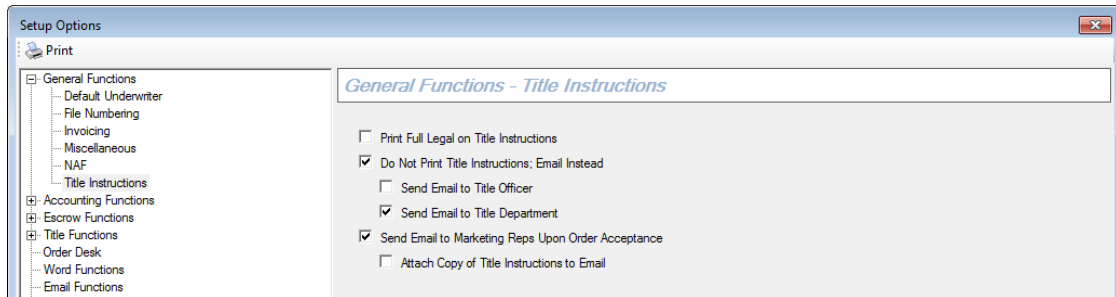 Setup Options
Print
General Functions
Default Underwriter
File Numbering
Invoicing
Miscellaneous
NAF
Title Instructions
Accounting Functions
Escrow Functions
Title Functions
Order Desk
Word Functions
Email Functions
General Functions - Title Instructions
Print Full Legal on Title Instructions
Do Not Print Title Instructions; Email Instead
Send Email to Title Officer
Send Email to Title Department
Send Email to Marketing Reps Upon Order Acceptance
Attach Copy of Title Instructions to Email